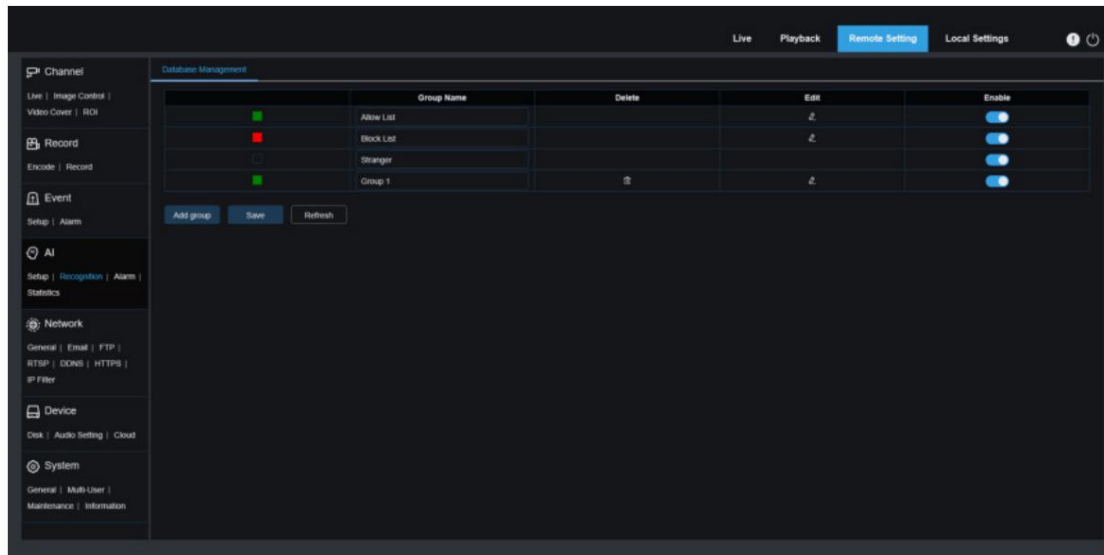 Live Playback Remote Setting Local Settings
Channel
Live | Image Control |
Video Cover | ROI
Record
Encode | Record
Event
Setup | Alarm
AI
Setup | Recognition | Alarm |
Statistics
Network
General | Email | FTP |
RTSP | DDNS | HTTPS |
IP Filter
Device
Disk | Audio Setting | Cloud
System
General | Multi-User |
Maintenance | Information
Database Management
Group Name Delete Edit Enable
Allow List
Block List
Stranger
Group 1
Add group Save Refresh